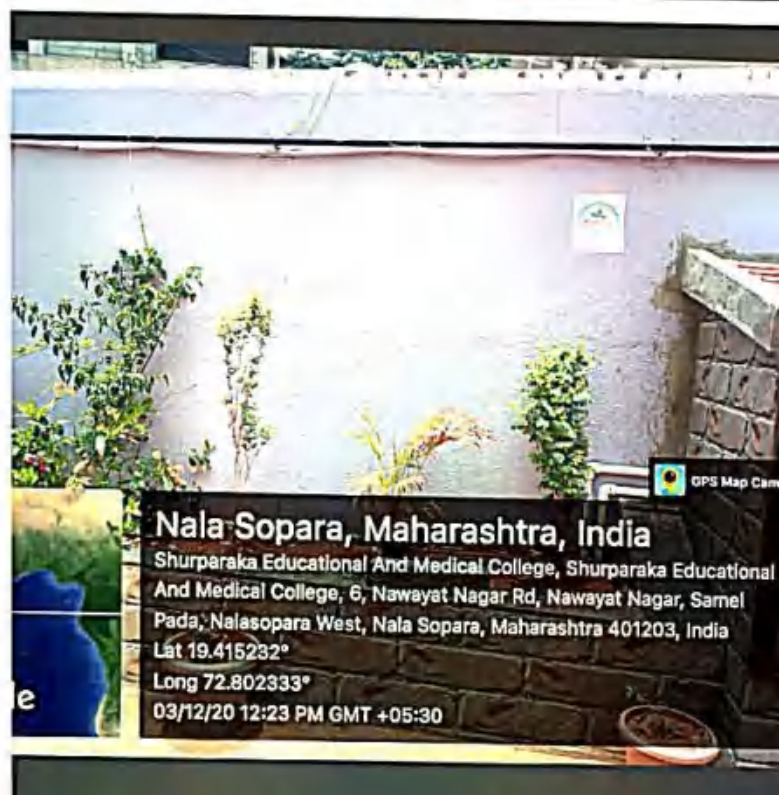 GPS Map Cam
Nala Sopara, Maharashtra, India
Shurparaka Educational And Medical College, Shurparaka Educational
And Medical College, 6, Nawayat Nagar Rd, Nawayat Nagar, Samel
Pada, Nalasopara West, Nala Sopara, Maharashtra 401203, India
Lat 19.415232°
Long 72.802333°
03/12/20 12:23 PM GMT +05:30
le